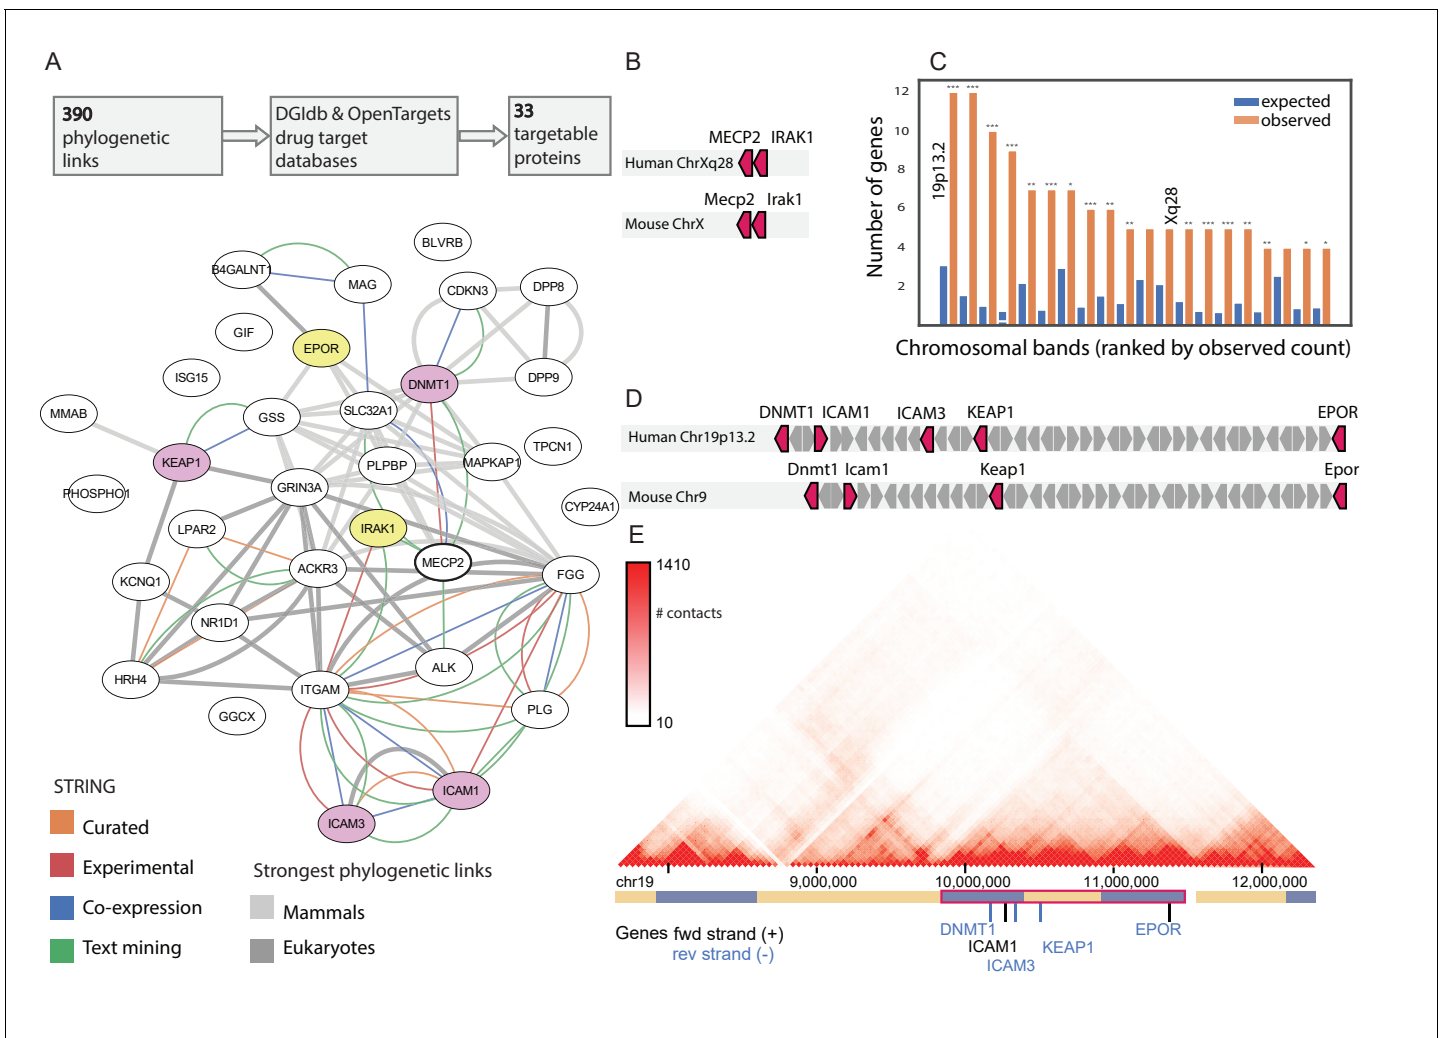 A
390
phylogenetic
links
DGIdb & OpenTargets
drug target
databases
33
targetable
proteins
B4GALNT1
MAG
BLVRB
CDKN3
DPP8
GIF
EPOR
ISG15
DNMT1
DPP9
MMAB
GSS
SLC32A1
KEAP1
PLPBP
MAPKAP1
TPCN1
PHOSPHO1
GRIN3A
CYP24A1
LPAR2
IRAK1
KCNQ1
ACKR3
MECP2
FGG
NR1D1
HRH4
ITGAM
ALK
GGCX
PLG
ICAM1
ICAM3
STRING
Curated
Experimental
Co-expression
Text mining
Strongest phylogenetic links
Mammals
Eukaryotes
B
MECP2 IRAK1
Human ChrXq28
Mecp2 Irak1
Mouse ChrX
C
Number of genes
12
10
8
6
4
2
19p13.2
Xq28
*** *** *** *** ** *** * *** ** ** ** *** *** ** ** * *
expected
observed
Chromosomal bands (ranked by observed count)
D
DNMT1 ICAM1 ICAM3 KEAP1 EPOR
Human Chr19p13.2
Dnmt1 Icam1 Keap1 Epor
Mouse Chr9
E
1410
# contacts
10
chr19 9,000,000 10,000,000 11,000,000 12,000,000
Genes fwd strand (+)
rev strand (-)
DNMT1
ICAM1
ICAM3
KEAP1
EPOR